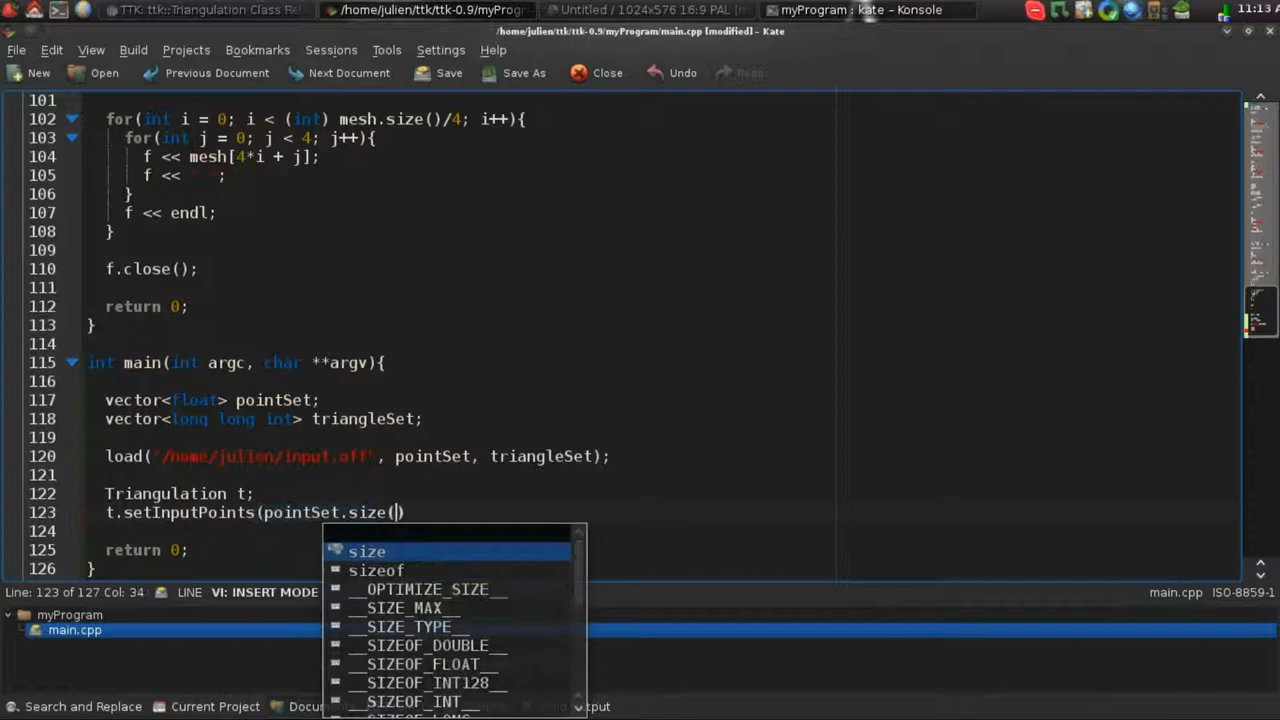 TTK: ttk::Triangulation Class Re
/home/julien/ttk/ttk-0.9/myProgr
Untitled / 1024x576 16:9 PAL
myProgram : kate – Konsole
11:13
/home/julien/ttk/ttk-0.9/myProgram/main.cpp [modified] – Kate
File Edit View Build Projects Bookmarks Sessions Tools Settings Help
New Open Previous Document Next Document Save Save As Close Undo Redo
101
102 for(int i = 0; i < (int) mesh.size()/4; i++){
103 for(int j = 0; j < 4; j++){
104 f << mesh[4*i + j];
105 f << " ";
106 }
107 f << endl;
108 }
109
110 f.close();
111
112 return 0;
113 }
114
115 int main(int argc, char **argv){
116
117 vector<float> pointSet;
118 vector<long long int> triangleSet;
119
120 load("/home/julien/input.off", pointSet, triangleSet);
121
122 Triangulation t;
123 t.setInputPoints(pointSet.size()
124
125 return 0;
126 }
size
sizeof
__OPTIMIZE_SIZE__
__SIZE_MAX__
__SIZE_TYPE__
__SIZEOF_DOUBLE__
__SIZEOF_FLOAT__
__SIZEOF_INT128__
__SIZEOF_INT__
__SIZEOF_LONG
Line: 123 of 127 Col: 34 LINE VI: INSERT MODE main.cpp ISO-8859-1
myProgram
main.cpp
Search and Replace Current Project Output